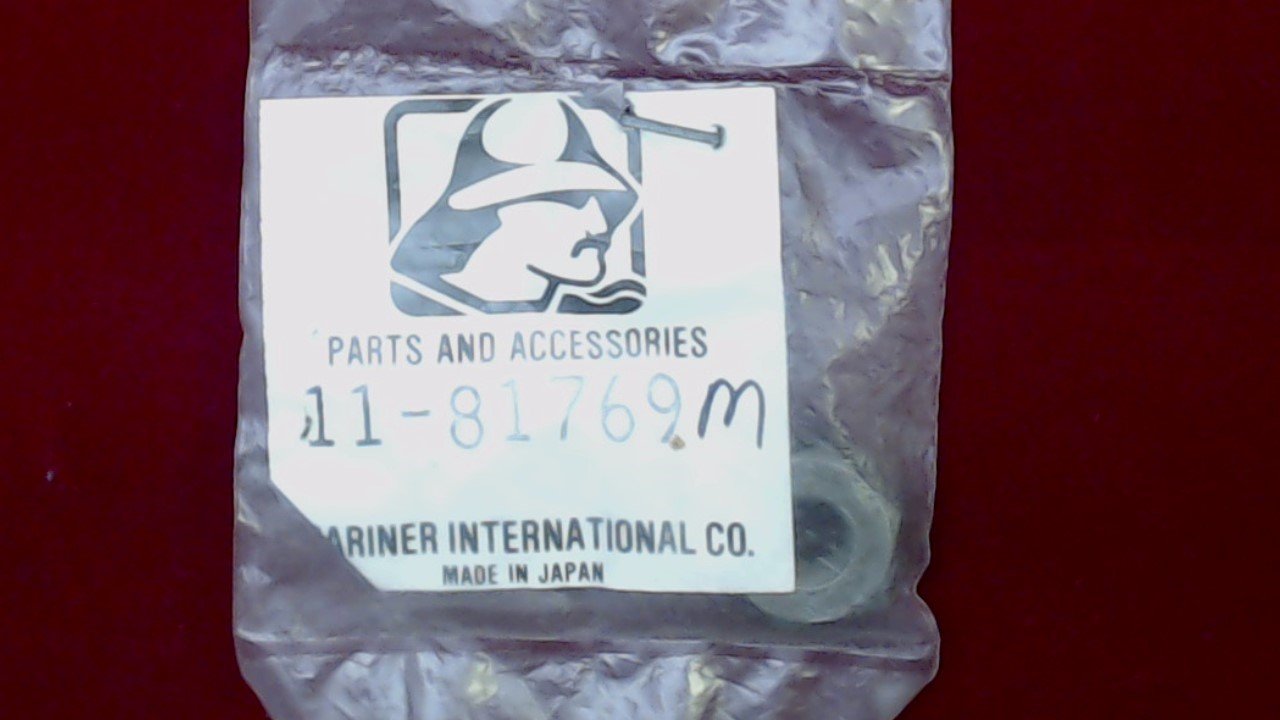 PARTS AND ACCESSORIES
11-81769M
ARINER INTERNATIONAL CO.
MADE IN JAPAN